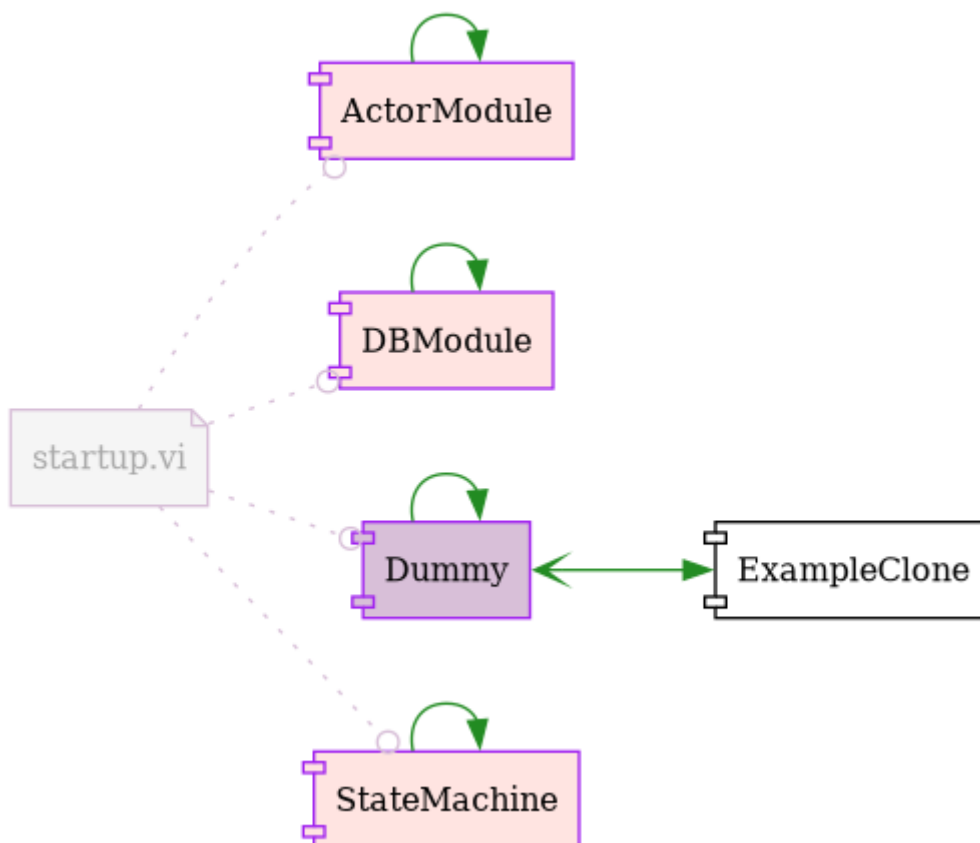 ActorModule
DBModule
startup.vi
Dummy
ExampleClone
StateMachine